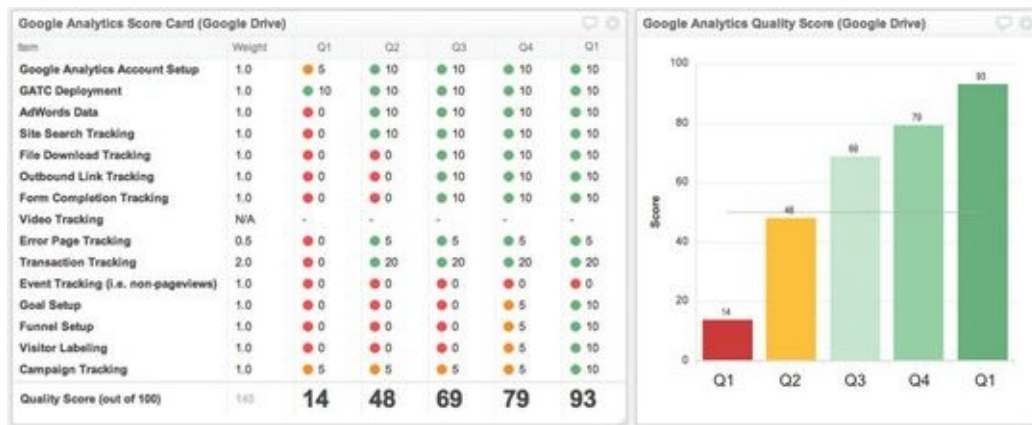 Google Analytics Score Card (Google Drive)
Item Weight Q1 Q2 Q3 Q4 Q1
Google Analytics Account Setup 1.0 5 10 10 10 10
GATC Deployment 1.0 10 10 10 10 10
AdWords Data 1.0 0 10 10 10 10
Site Search Tracking 1.0 0 10 10 10 10
File Download Tracking 1.0 0 0 10 10 10
Outbound Link Tracking 1.0 0 0 10 10 10
Form Completion Tracking 1.0 0 0 10 10 10
Video Tracking N/A - - - - -
Error Page Tracking 0.5 0 5 5 5 5
Transaction Tracking 2.0 0 20 20 20 20
Event Tracking (i.e. non-pageviews) 1.0 0 0 0 0 0
Goal Setup 1.0 0 0 0 5 10
Funnel Setup 1.0 0 0 0 5 10
Visitor Labeling 1.0 0 0 0 5 10
Campaign Tracking 1.0 5 5 5 5 10
Quality Score (out of 100) 14 48 69 79 93
Google Analytics Quality Score (Google Drive)
100
80
60
40
20
0
Score
14
48
69
79
93
Q1 Q2 Q3 Q4 Q1